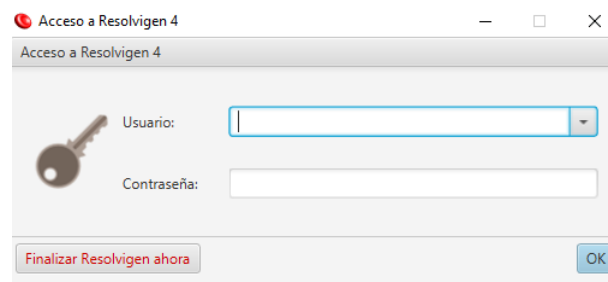 Acceso a Resolvigen 4
Acceso a Resolvigen 4
Usuario:
Contraseña:
Finalizar Resolvigen ahora
OK